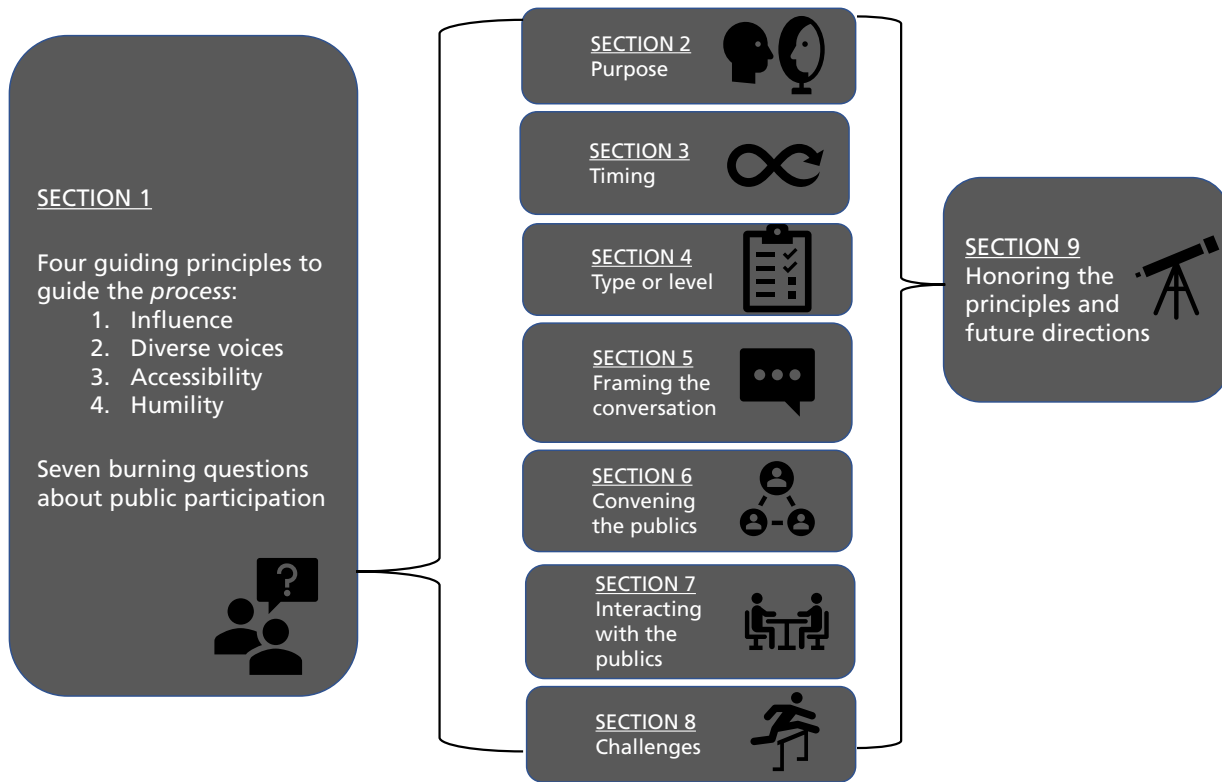 SECTION 1
Four guiding principles to
guide the process:
1. Influence
2. Diverse voices
3. Accessibility
4. Humility
Seven burning questions
about public participation
?
SECTION 2
Purpose
SECTION 3
Timing
SECTION 4
Type or level
SECTION 5
Framing the
conversation
SECTION 6
Convening
the publics
SECTION 7
Interacting
with the
publics
SECTION 8
Challenges
SECTION 9
Honoring the
principles and
future directions